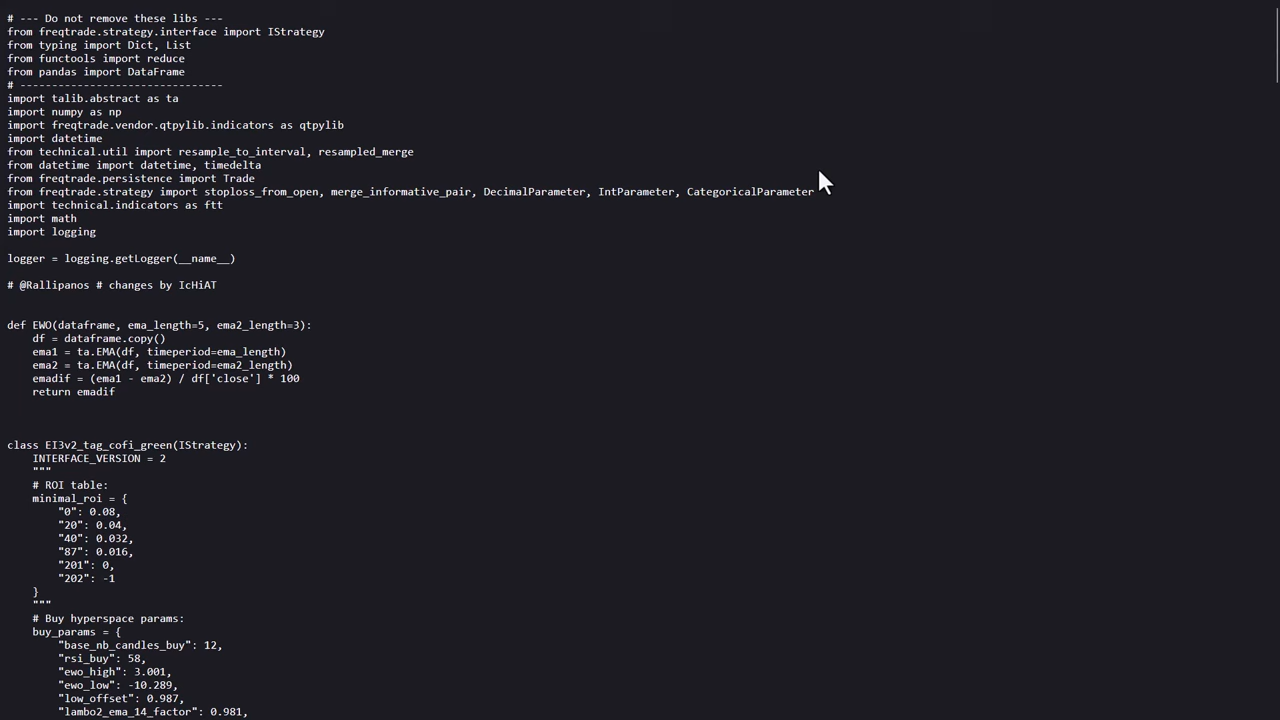 # --- Do not remove these libs ---
from freqtrade.strategy.interface import IStrategy
from typing import Dict, List
from functools import reduce
from pandas import DataFrame
# --------------------------------
import talib.abstract as ta
import numpy as np
import freqtrade.vendor.qtpylib.indicators as qtpylib
import datetime
from technical.util import resample_to_interval, resampled_merge
from datetime import datetime, timedelta
from freqtrade.persistence import Trade
from freqtrade.strategy import stoploss_from_open, merge_informative_pair, DecimalParameter, IntParameter, CategoricalParameter
import technical.indicators as ftt
import math
import logging

logger = logging.getLogger(__name__)

# @Rallipanos # changes by IcHiAT


def EWO(dataframe, ema_length=5, ema2_length=3):
    df = dataframe.copy()
    ema1 = ta.EMA(df, timeperiod=ema_length)
    ema2 = ta.EMA(df, timeperiod=ema2_length)
    emadif = (ema1 - ema2) / df['close'] * 100
    return emadif



class EI3v2_tag_cofi_green(IStrategy):
    INTERFACE_VERSION = 2
    """
    # ROI table:
    minimal_roi = {
        "0": 0.08,
        "20": 0.04,
        "40": 0.032,
        "87": 0.016,
        "201": 0,
        "202": -1
    }
    """
    # Buy hyperspace params:
    buy_params = {
        "base_nb_candles_buy": 12,
        "rsi_buy": 58,
        "ewo_high": 3.001,
        "ewo_low": -10.289,
        "low_offset": 0.987,
        "lambo2_ema_14_factor": 0.981,